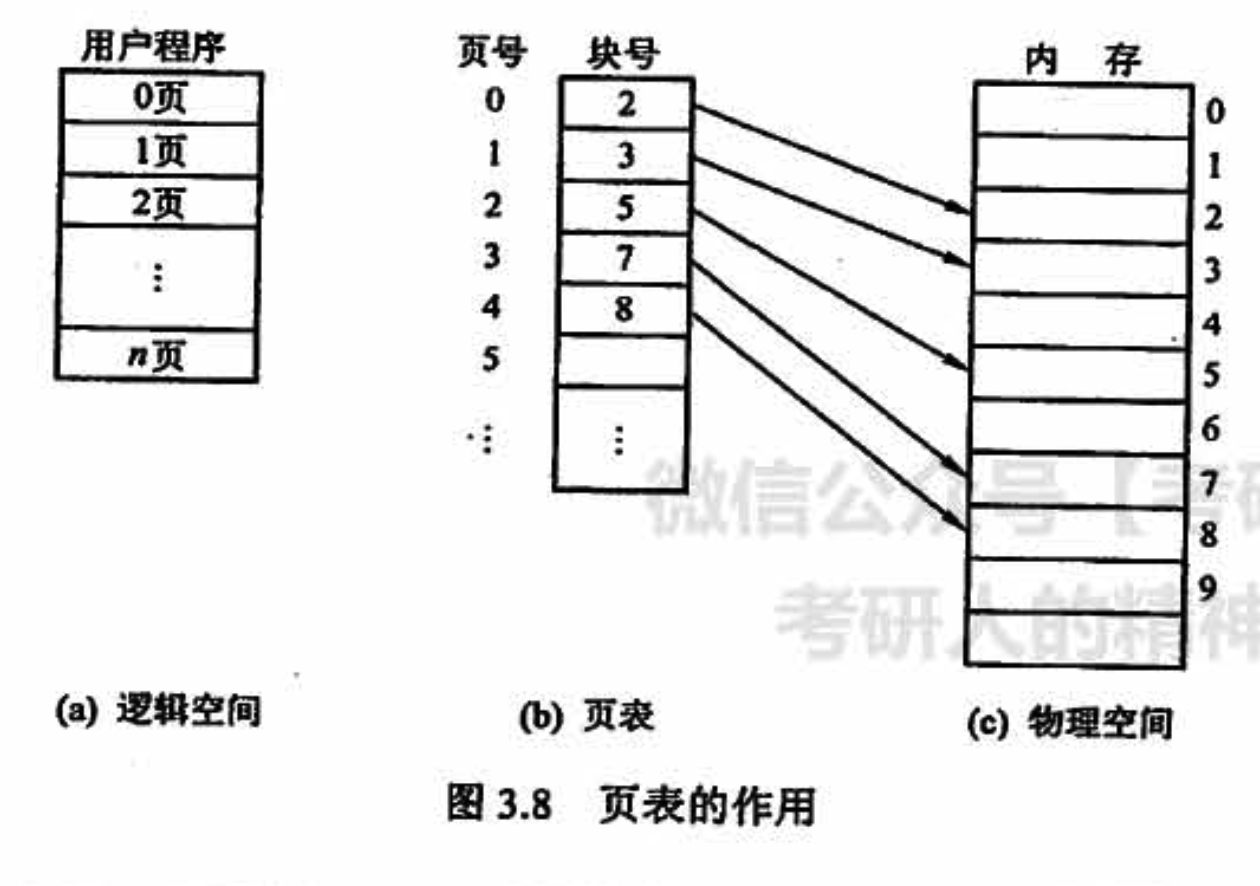 用户程序
0页
1页
2页
⋮
n页
页号 块号
0 2
1 3
2 5
3 7
4 8
5
⋮ ⋮
内 存
0
1
2
3
4
5
6
7
8
9
微信公众号【考研
考研人的精神
(a) 逻辑空间
(b) 页表
(c) 物理空间
图 3.8 页表的作用